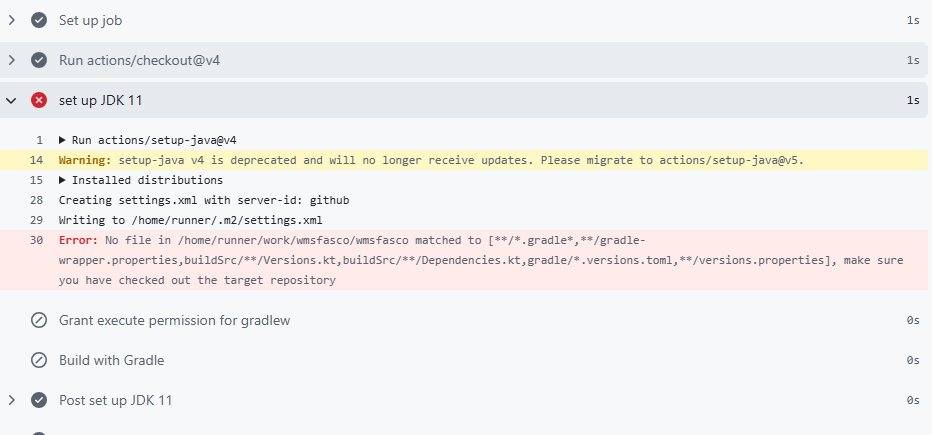 Set up job 1s
Run actions/checkout@v4 1s
set up JDK 11 1s
1 Run actions/setup-java@v4
14 Warning: setup-java v4 is deprecated and will no longer receive updates. Please migrate to actions/setup-java@v5.
15 Installed distributions
28 Creating settings.xml with server-id: github
29 Writing to /home/runner/.m2/settings.xml
30 Error: No file in /home/runner/work/wmsfasco/wmsfasco matched to [**/*.gradle*,**/gradle-
wrapper.properties,buildSrc/**/Versions.kt,buildSrc/**/Dependencies.kt,gradle/*.versions.toml,**/versions.properties], make sure
you have checked out the target repository
Grant execute permission for gradlew 0s
Build with Gradle 0s
Post set up JDK 11 0s